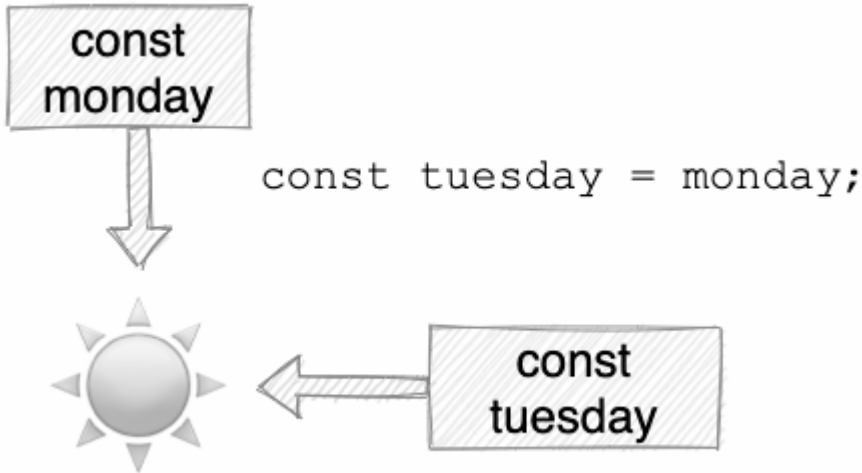 const
monday
const tuesday = monday;
const
tuesday